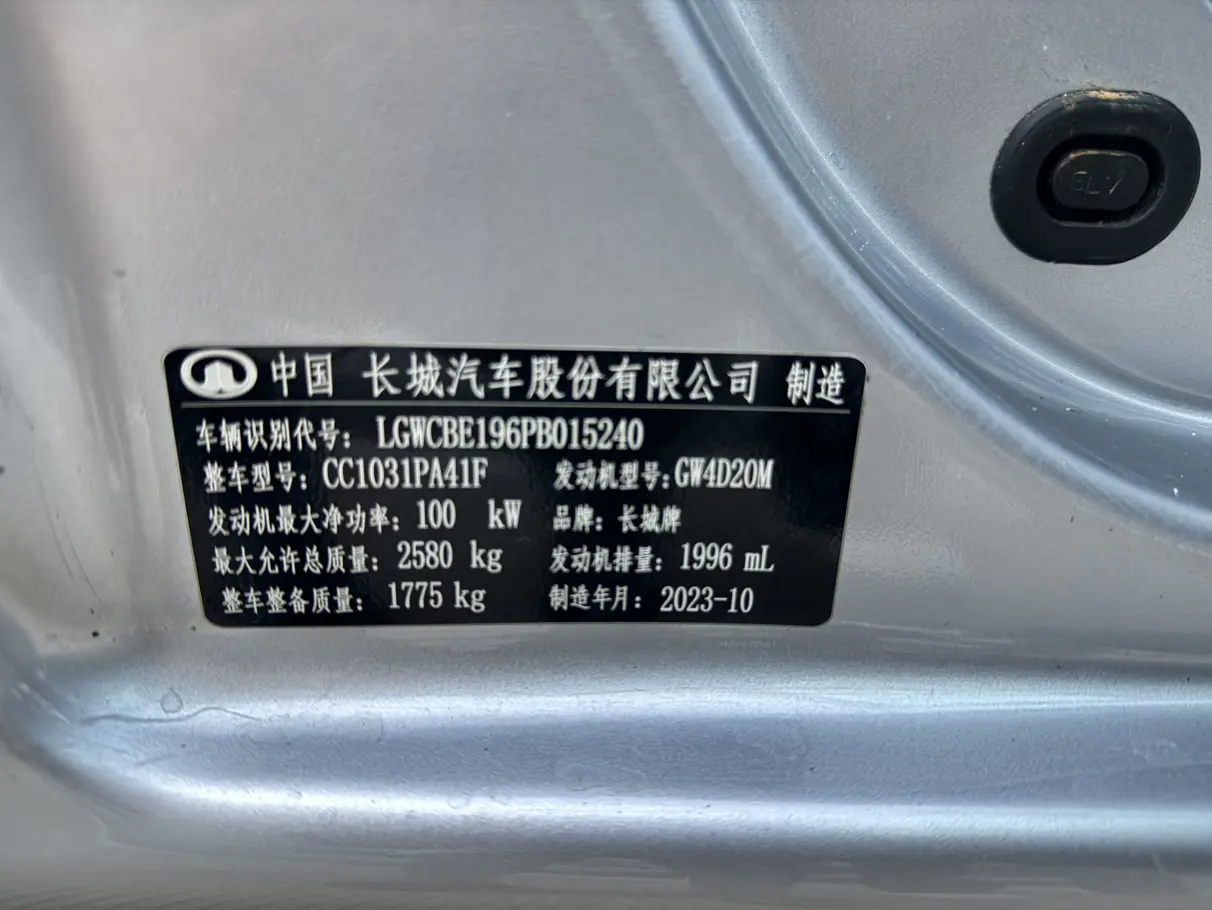 中国 长城汽车股份有限公司 制造
车辆识别代号： LGWCBE196PB015240
整车型号： CC1031PA41F 发动机型号：GW4D20M
发动机最大净功率：100 kW 品牌：长城牌
最大允许总质量：2580 kg 发动机排量：1996 mL
整车整备质量：1775 kg 制造年月：2023-10